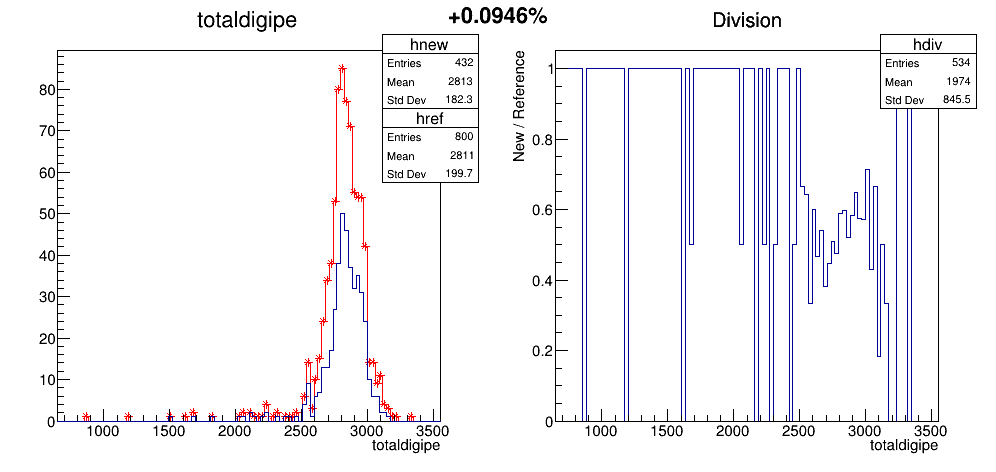 +0.0946%
totaldigipe
hnew
Entries 432
Mean 2813
Std Dev 182.3
href
Entries 800
Mean 2811
Std Dev 199.7
80
70
60
50
40
30
20
10
0
1000 1500 2000 2500 3000 3500
totaldigipe
Division
hdiv
Entries 534
Mean 1974
Std Dev 845.5
New / Reference
1
0.8
0.6
0.4
0.2
0
1000 1500 2000 2500 3000 3500
totaldigipe